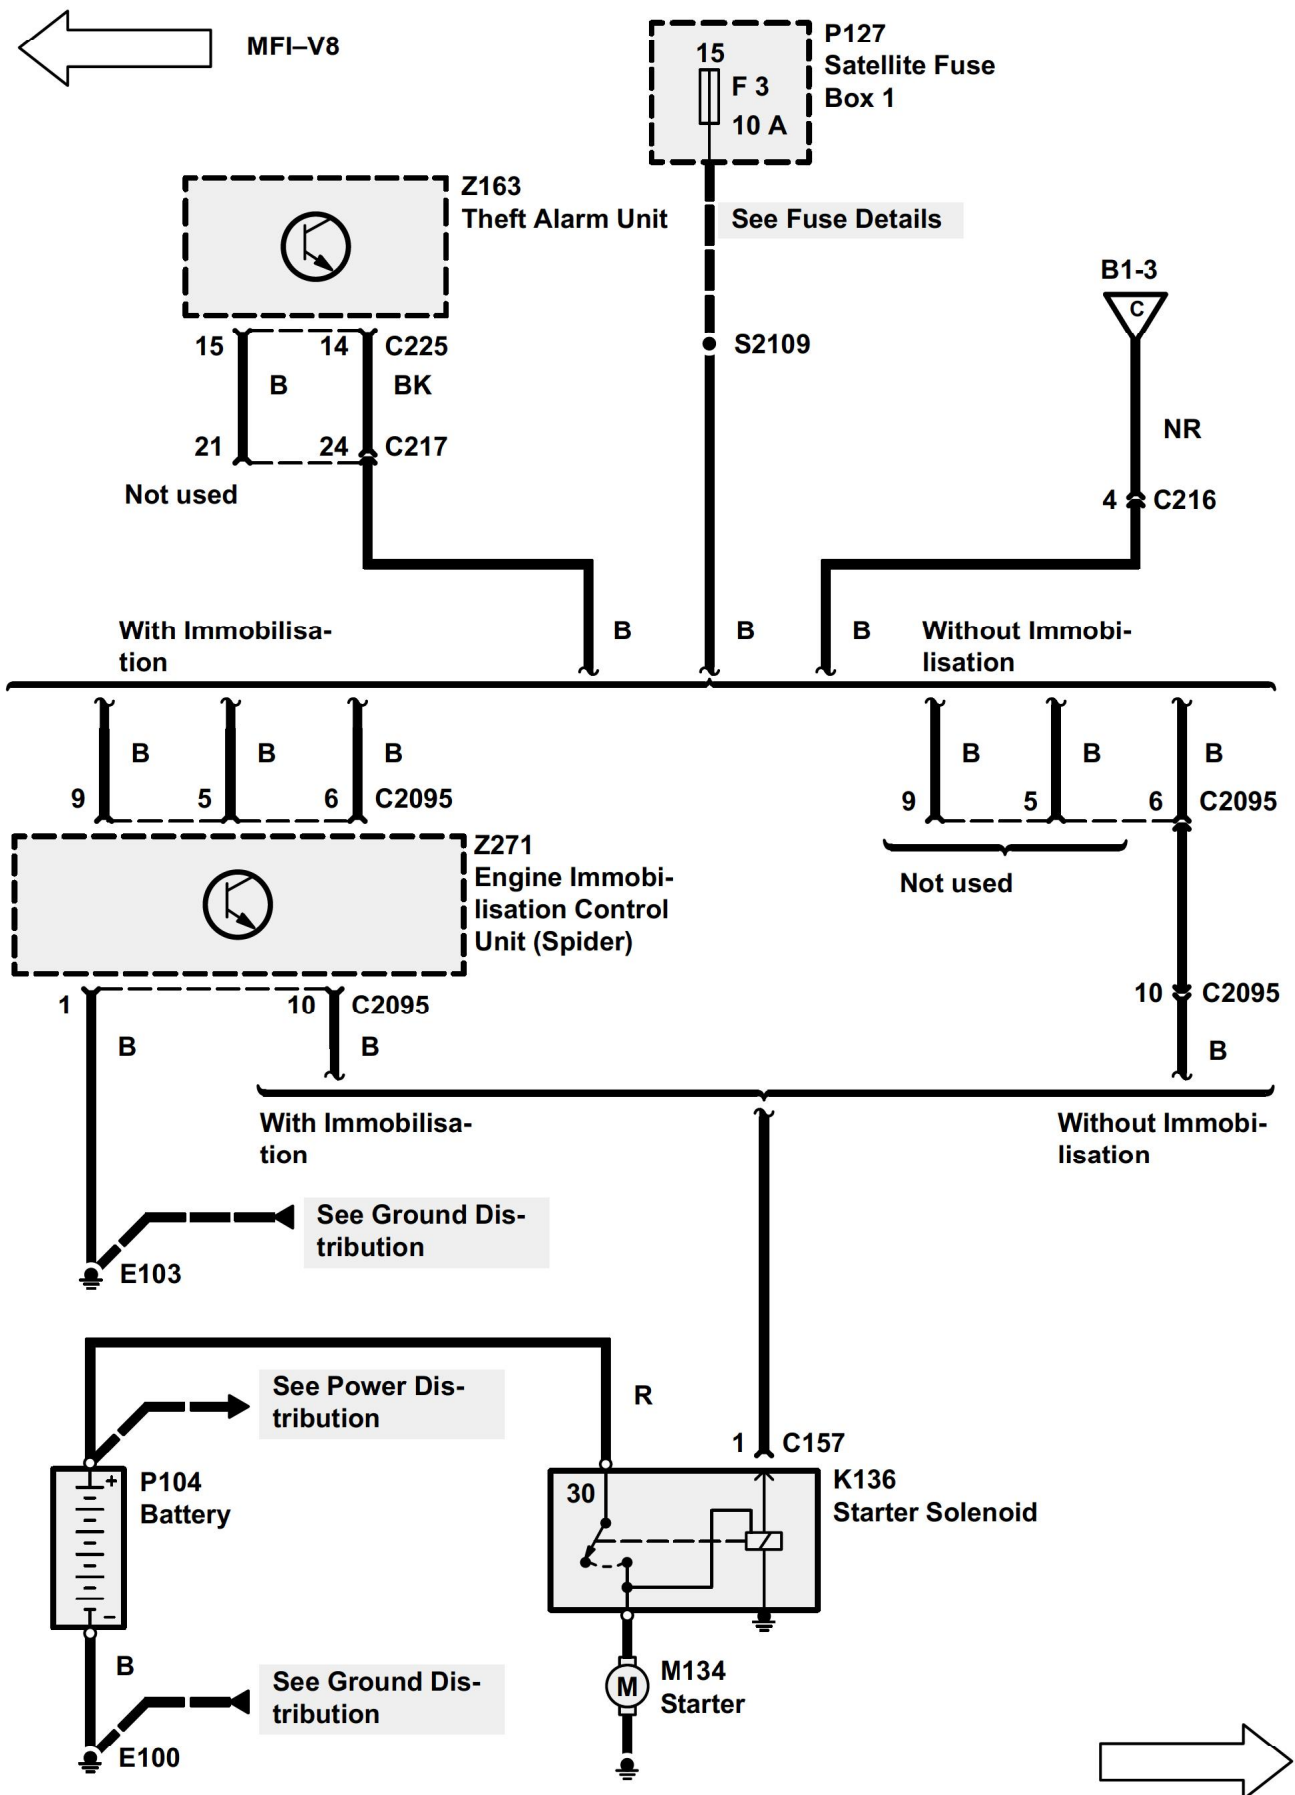 MFI–V8
P127
Satellite Fuse
Box 1
15
F 3
10 A
Z163
Theft Alarm Unit
See Fuse Details
B1-3
C
S2109
15
14
C225
B
BK
21
24
C217
Not used
NR
4
C216
With Immobilisa-
tion
B
B
B
Without Immobi-
lisation
B
B
B
9
5
6
C2095
B
B
B
9
5
6
C2095
Not used
Z271
Engine Immobi-
lisation Control
Unit (Spider)
1
10
C2095
B
B
10
C2095
B
With Immobilisa-
tion
Without Immobi-
lisation
See Ground Dis-
tribution
E103
See Power Dis-
tribution
R
1
C157
P104
Battery
+
–
30
K136
Starter Solenoid
B
See Ground Dis-
tribution
E100
M
M134
Starter